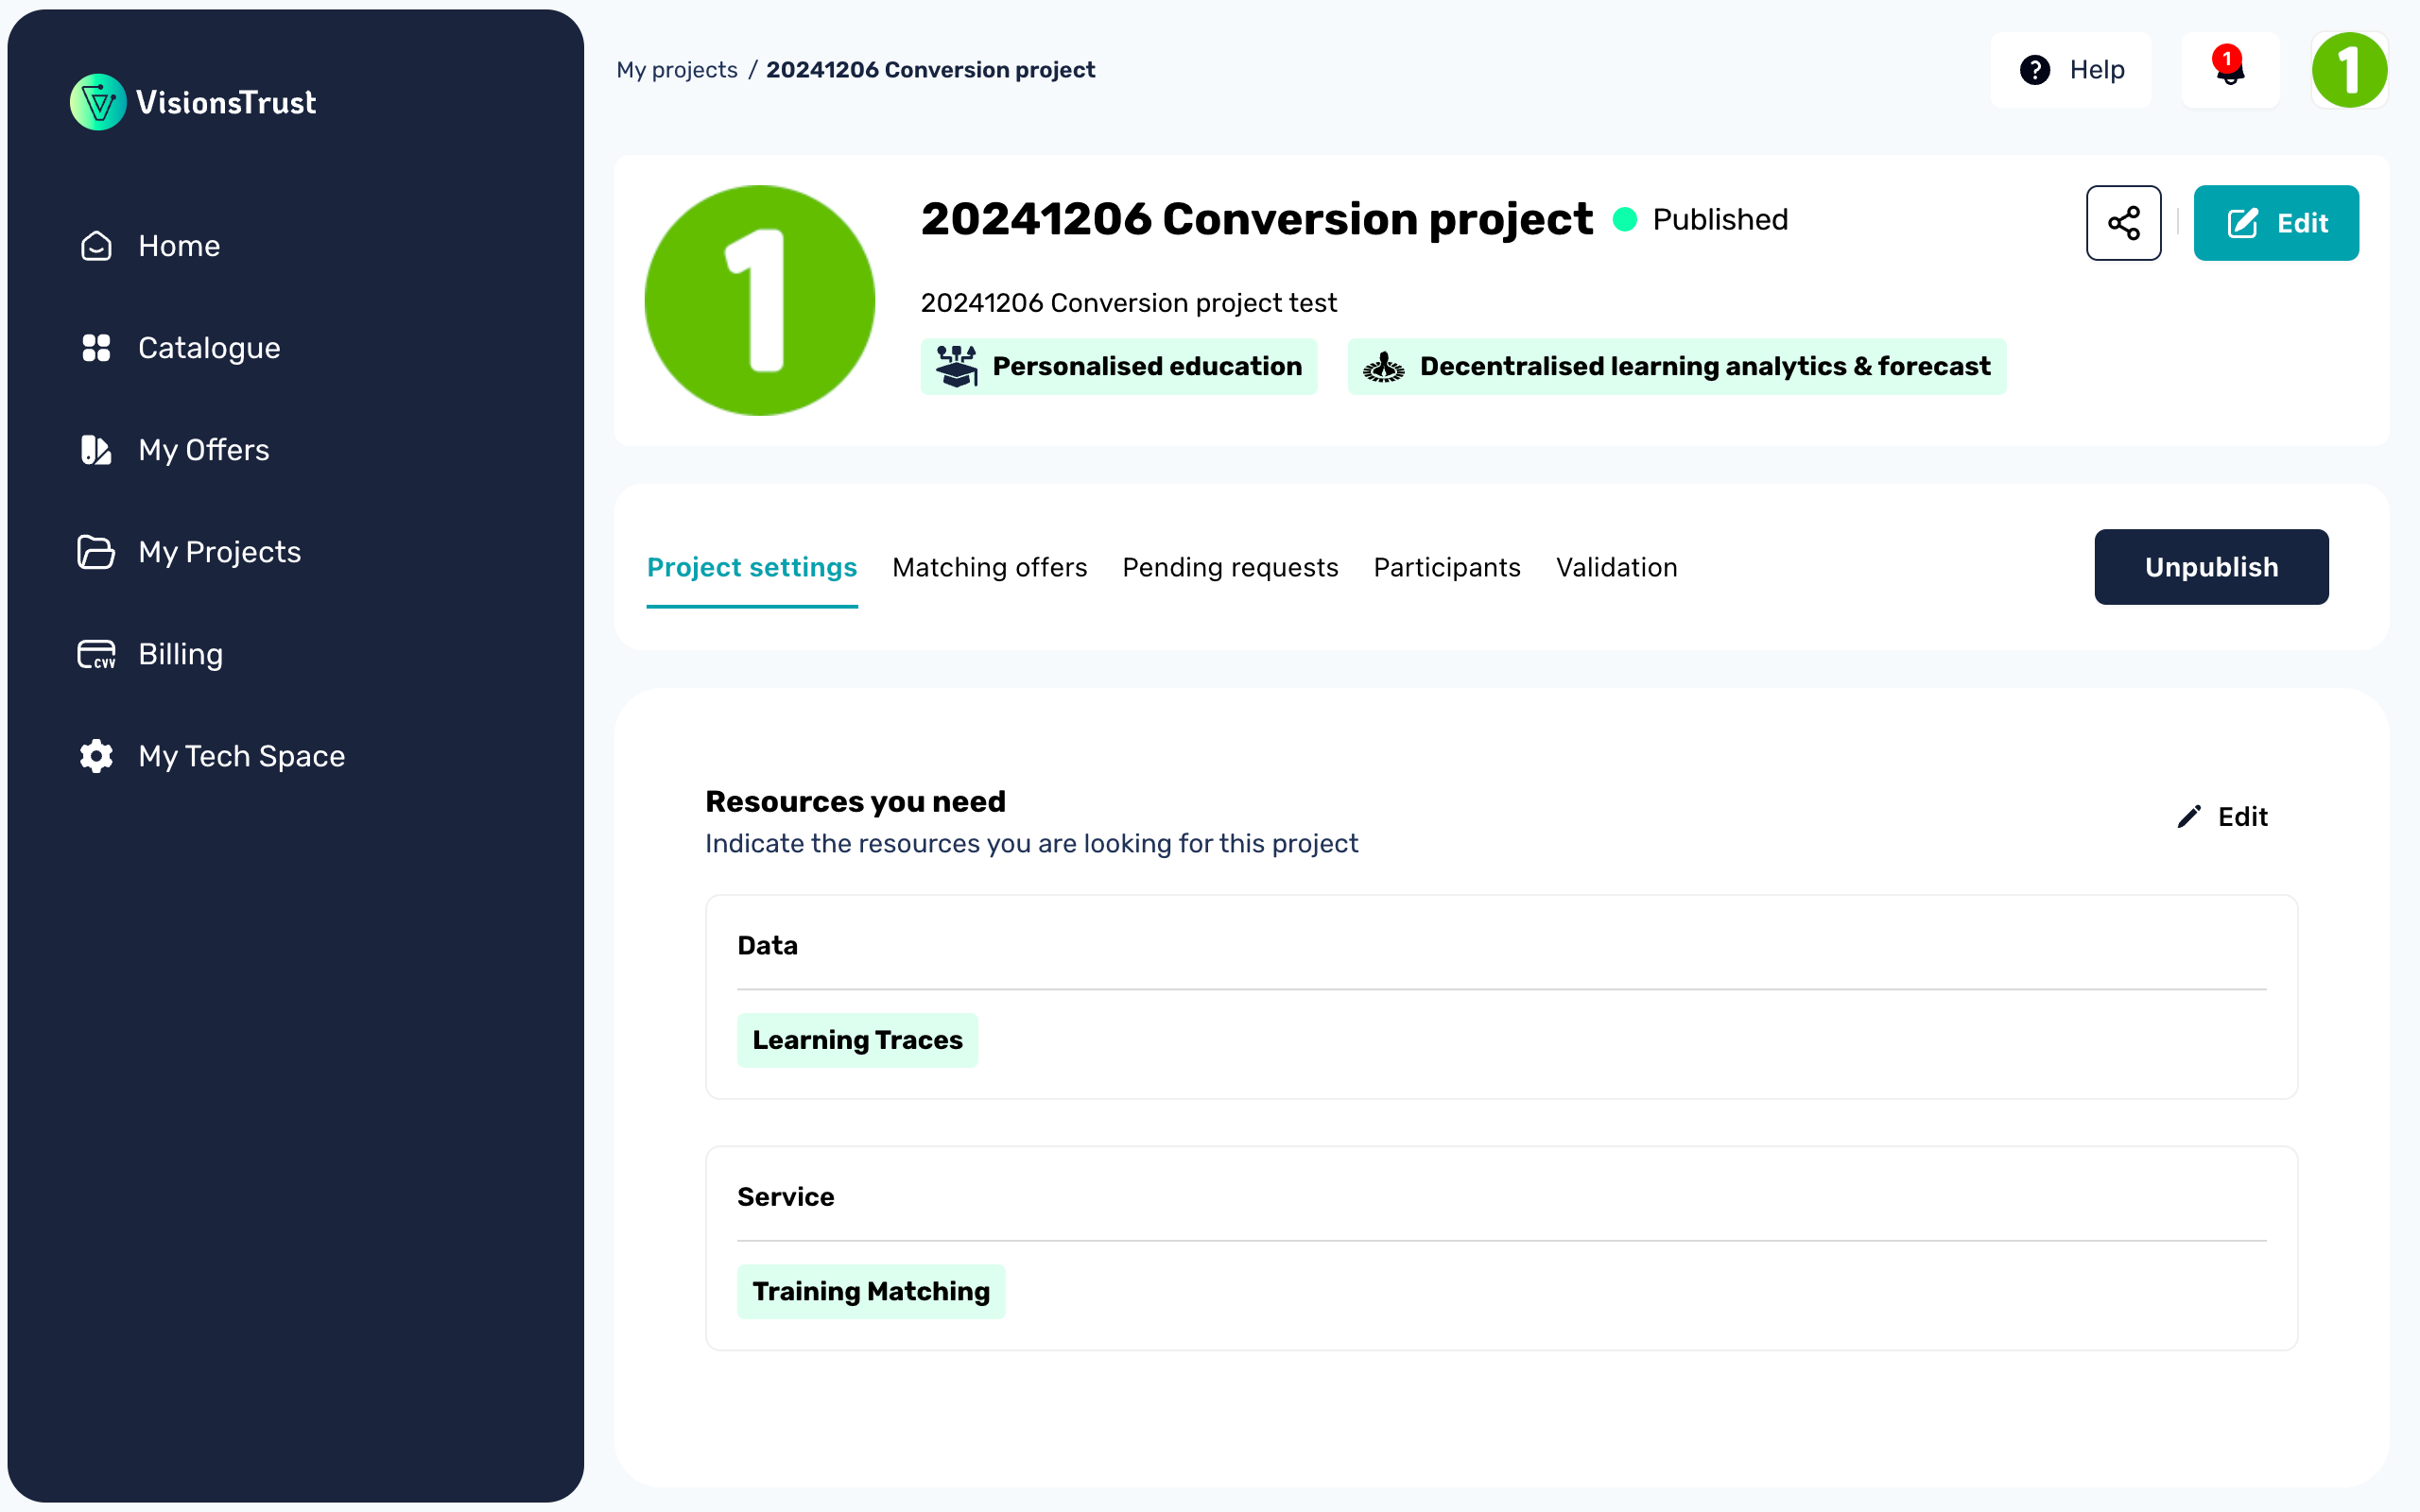 VisionsTrust
Home
Catalogue
My Offers
My Projects
Billing
CVV
My Tech Space
My projects / 20241206 Conversion project
? Help
1
1
1
20241206 Conversion project
Published
Edit
20241206 Conversion project test
Personalised education
Decentralised learning analytics & forecast
Project settings
Matching offers
Pending requests
Participants
Validation
Unpublish
Resources you need
Indicate the resources you are looking for this project
Edit
Data
Learning Traces
Service
Training Matching